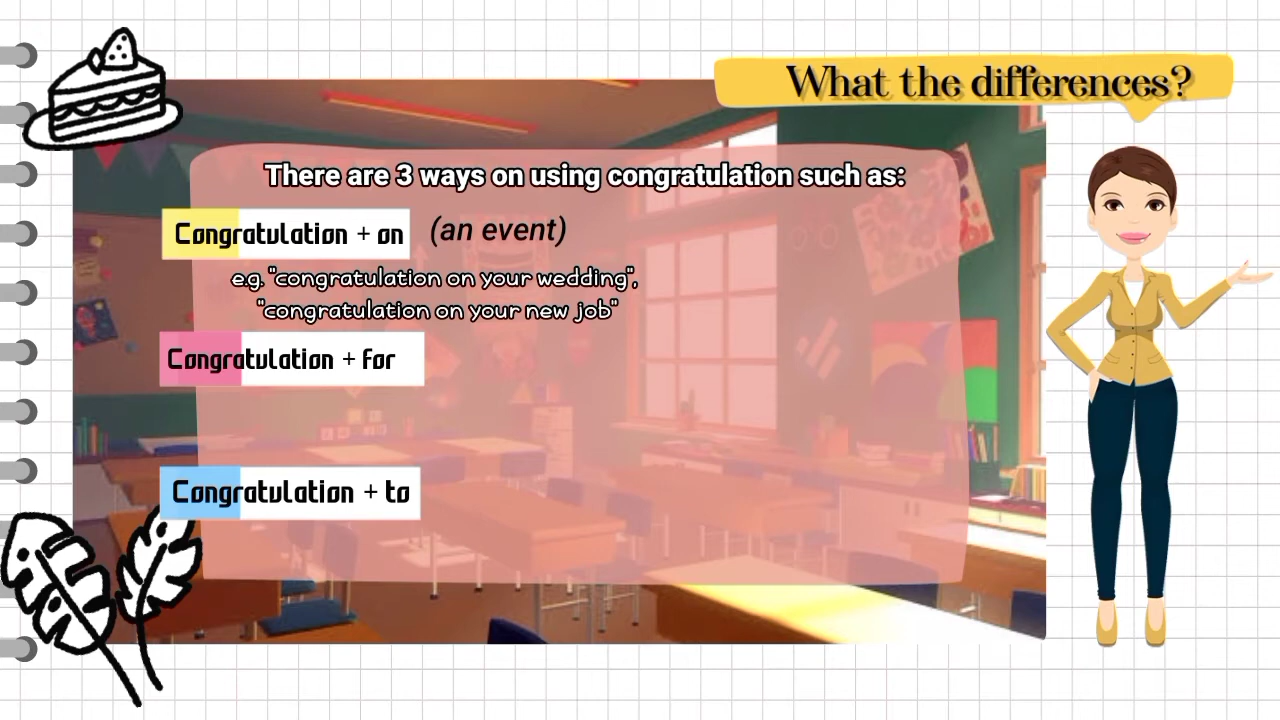 What the differences?
There are 3 ways on using congratulation such as:
Congratulation + on (an event)
e.g. "congratulation on your wedding",
"congratulation on your new job"
Congratulation + for
Congratulation + to